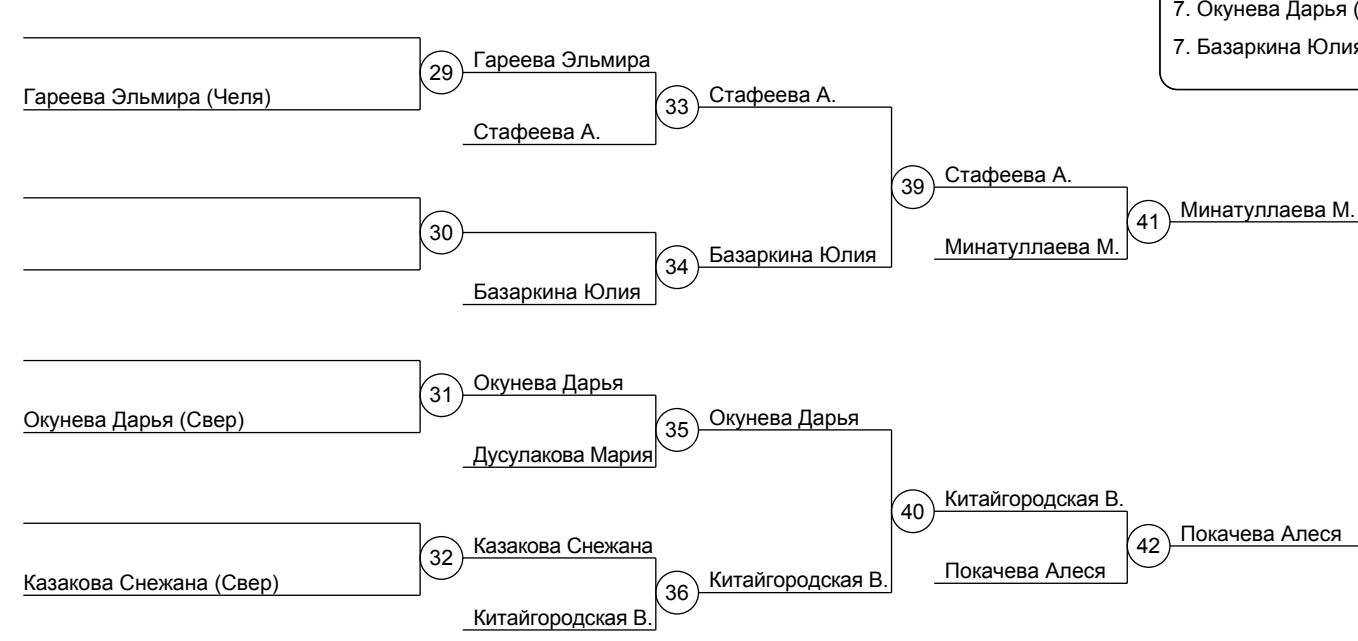 7. Окунева Дарья (
7. Базаркина Юлия
29
Гареева Эльмира
Гареева Эльмира (Челя)
33
Стафеева А.
Стафеева А.
39
Стафеева А.
41
Минатуллаева М.
30
34
Базаркина Юлия
Минатуллаева М.
Базаркина Юлия
31
Окунева Дарья
Окунева Дарья (Свер)
35
Окунева Дарья
Дусулакова Мария
40
Китайгородская В.
42
Покачева Алеся
32
Казакова Снежана
Покачева Алеся
Казакова Снежана (Свер)
36
Китайгородская В.
Китайгородская В.